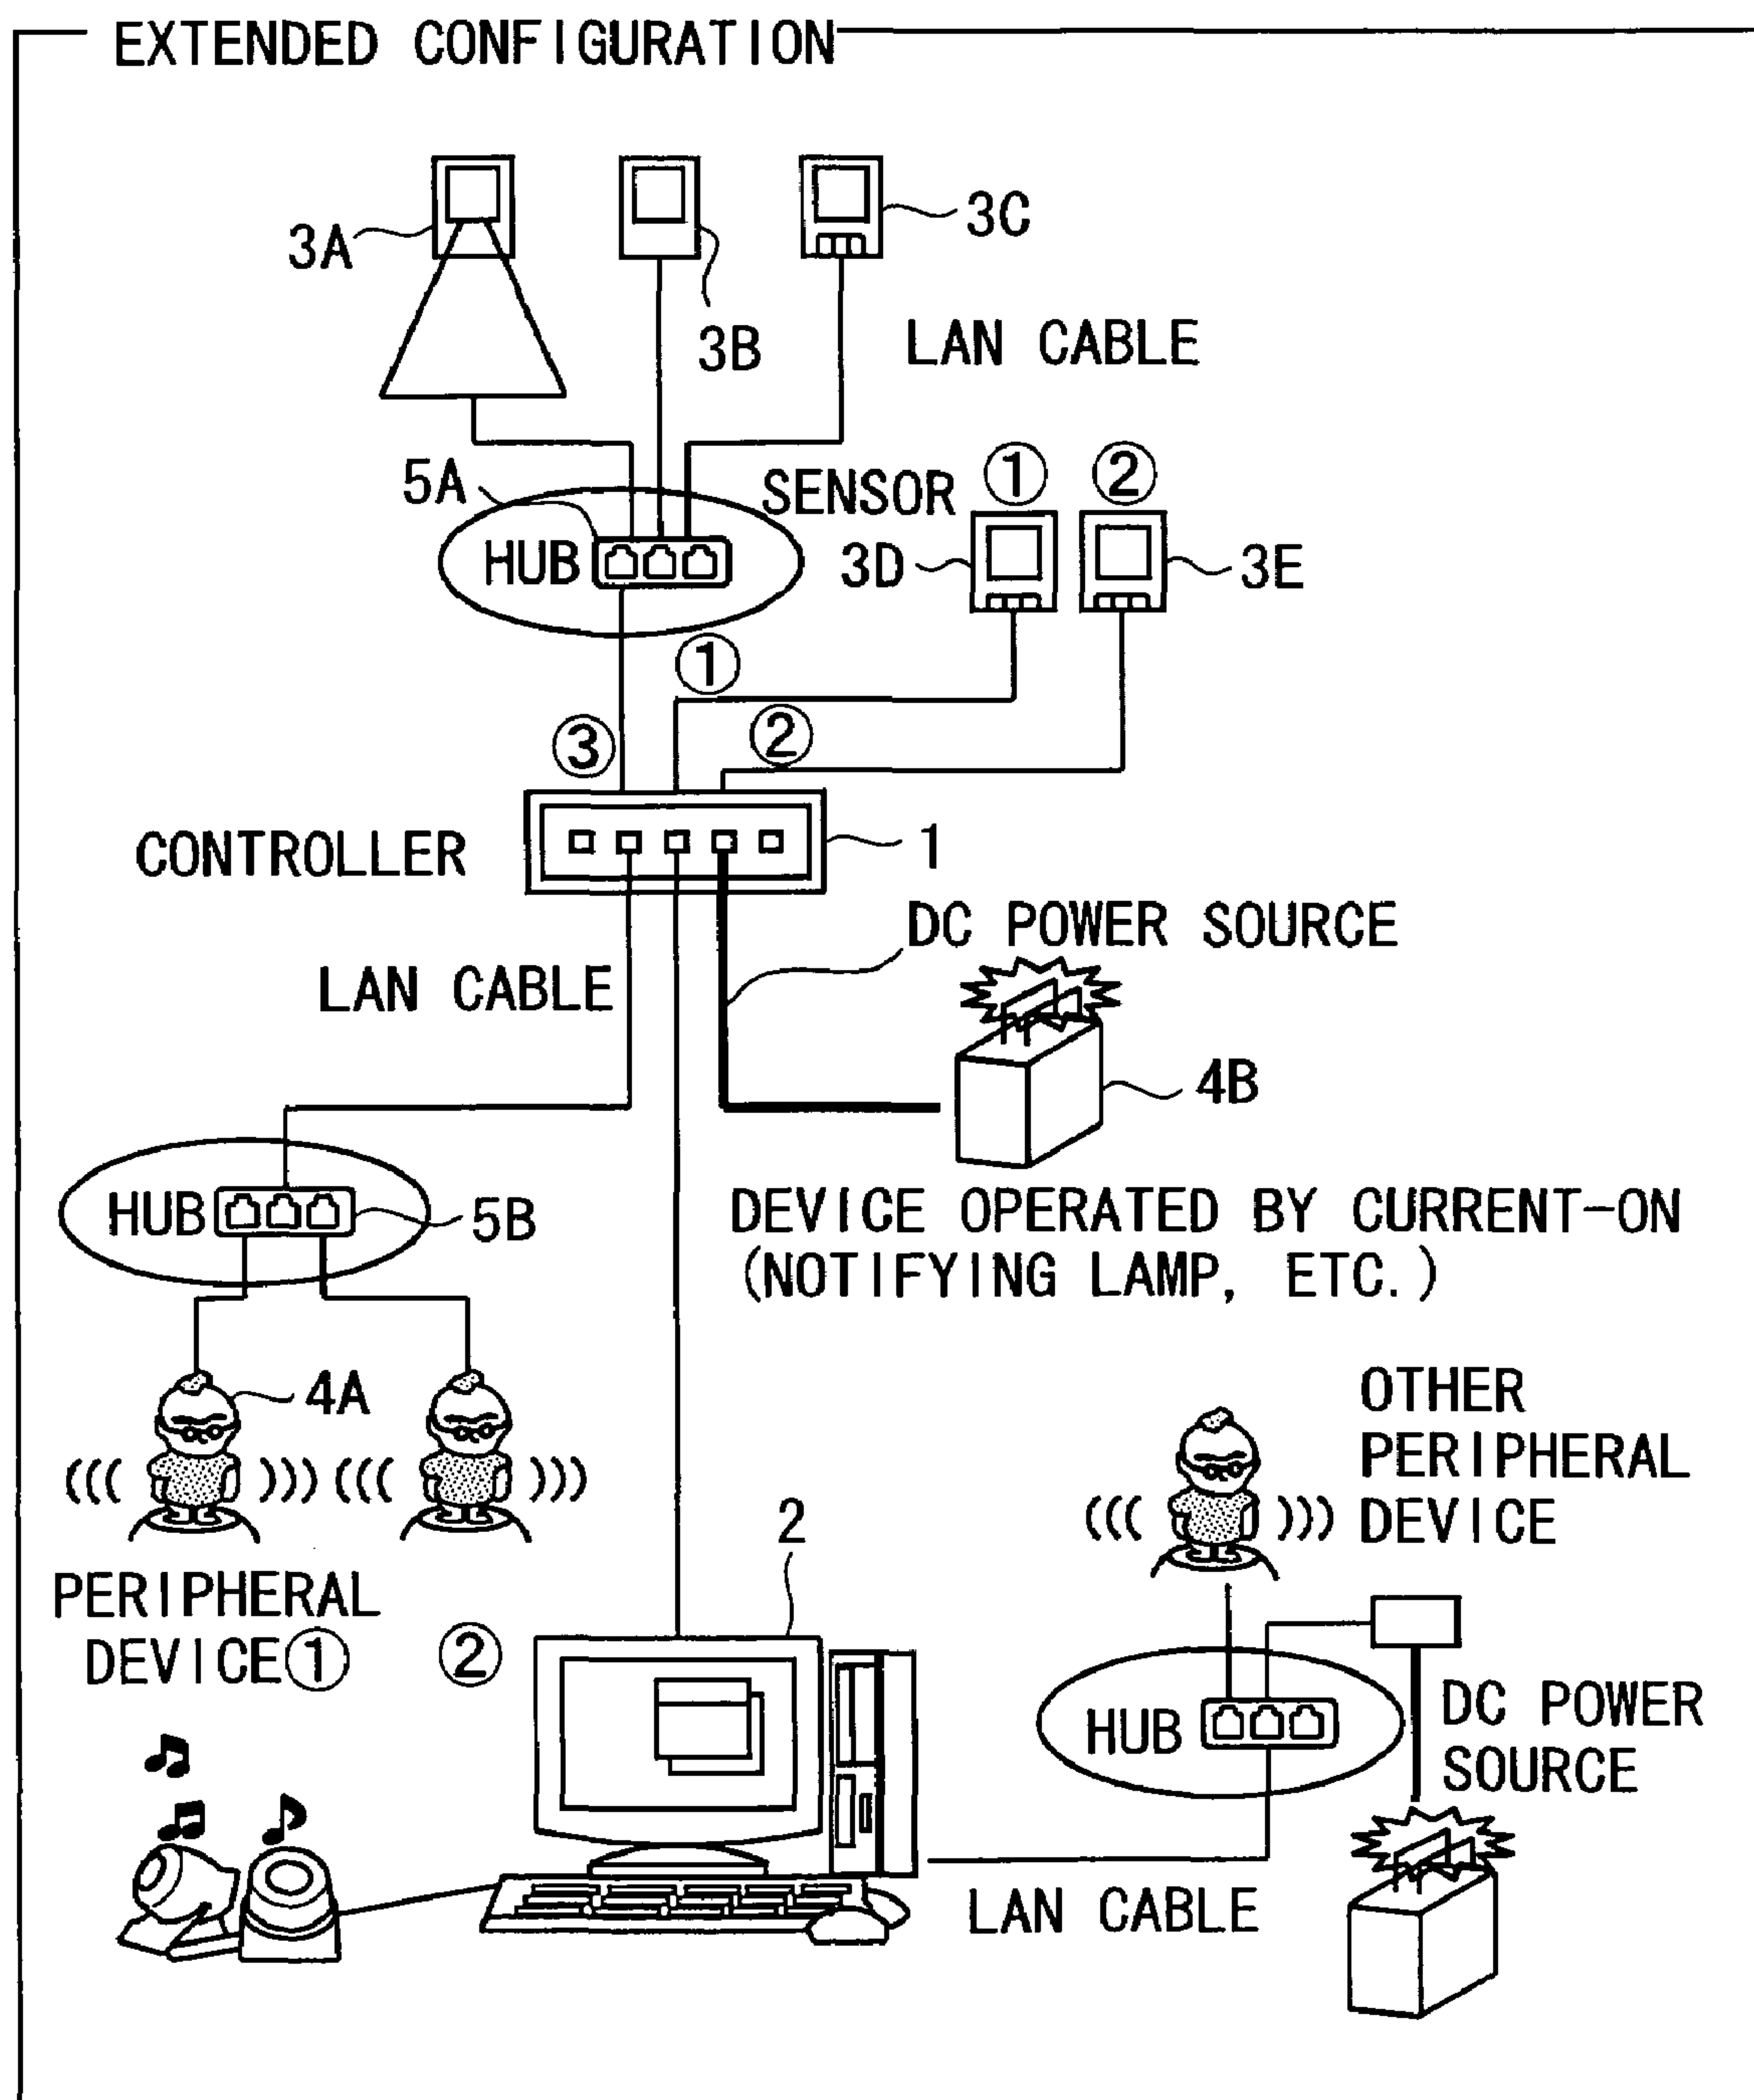 EXTENDED CONFIGURATION
3A
3B
3C
LAN CABLE
5A
SENSOR
①
②
HUB
3D
3E
①
③
②
CONTROLLER
1
DC POWER SOURCE
LAN CABLE
4B
HUB
5B
DEVICE OPERATED BY CURRENT-ON
(NOTIFYING LAMP, ETC.)
4A
OTHER
PERIPHERAL
DEVICE
2
PERIPHERAL
DEVICE①
②
HUB
DC POWER
SOURCE
LAN CABLE